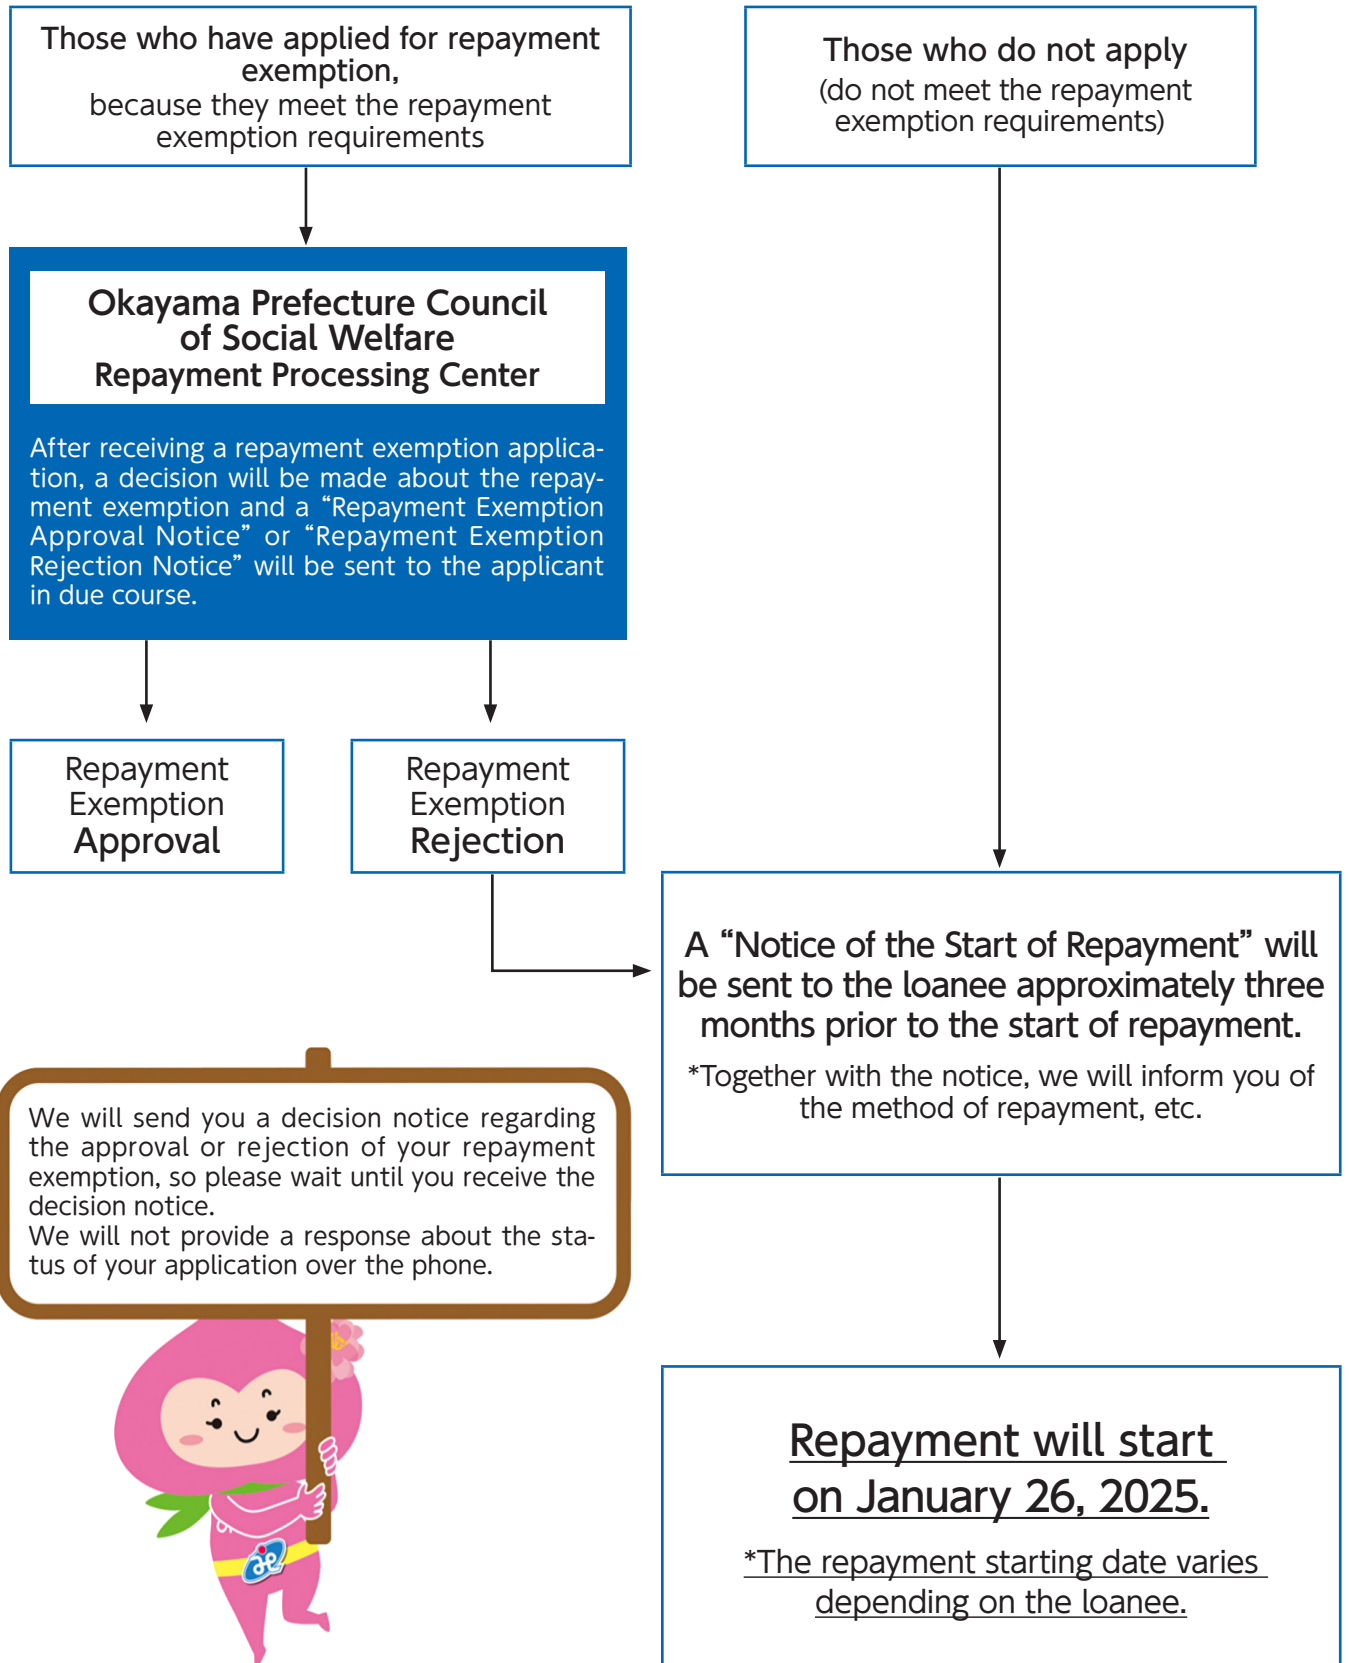 Those who have applied for repayment
exemption,
because they meet the repayment
exemption requirements
Those who do not apply
(do not meet the repayment
exemption requirements)
Okayama Prefecture Council
of Social Welfare
Repayment Processing Center
After receiving a repayment exemption applica-
tion, a decision will be made about the repay-
ment exemption and a “Repayment Exemption
Approval Notice” or “Repayment Exemption
Rejection Notice” will be sent to the applicant
in due course.
Repayment
Exemption
Approval
Repayment
Exemption
Rejection
A “Notice of the Start of Repayment” will
be sent to the loanee approximately three
months prior to the start of repayment.
*Together with the notice, we will inform you of
the method of repayment, etc.
We will send you a decision notice regarding
the approval or rejection of your repayment
exemption, so please wait until you receive the
decision notice.
We will not provide a response about the sta-
tus of your application over the phone.
Repayment will start
on January 26, 2025.
*The repayment starting date varies
depending on the loanee.